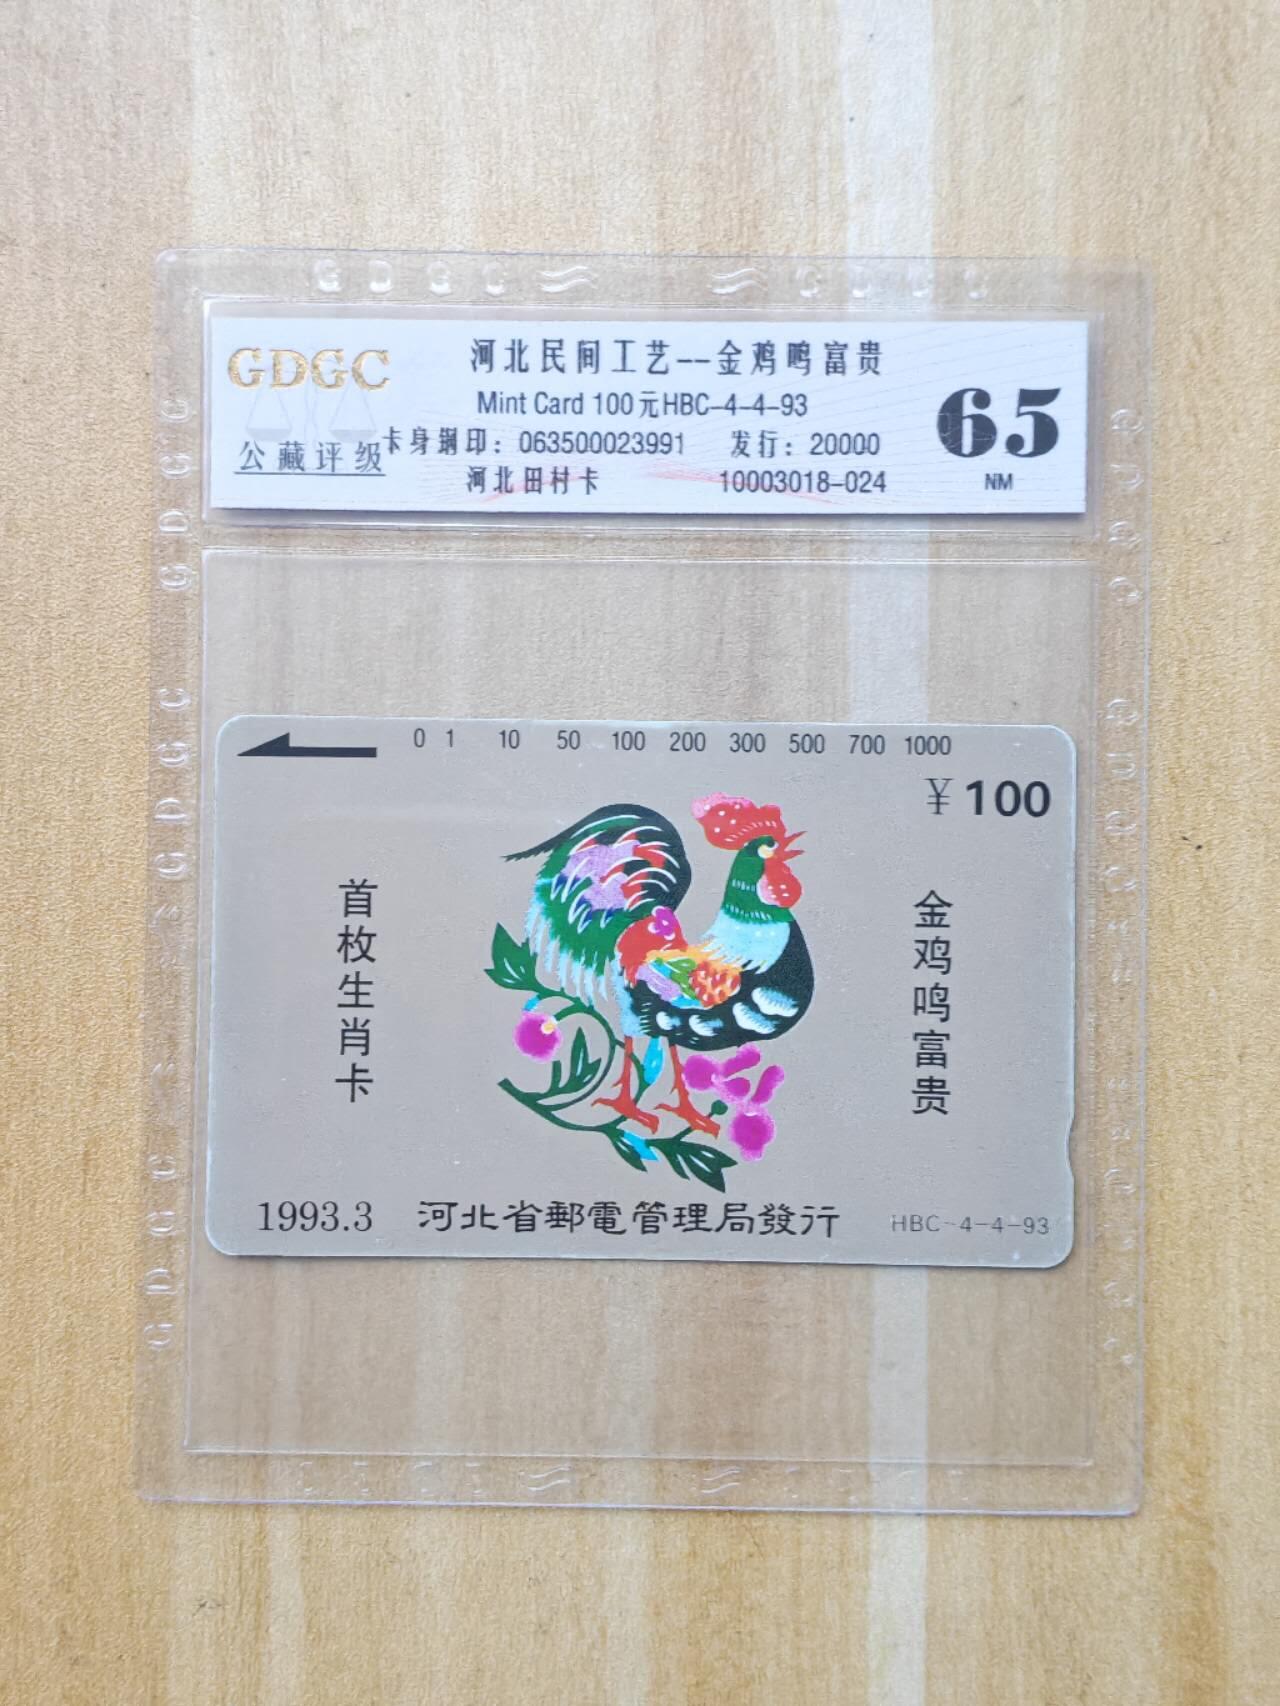 GDGC
公藏评级
河北民间工艺--金鸡鸣富贵
Mint Card 100元HBC-4-4-93
卡身钢印：063500023991 发行：20000
河北田村卡 10003018-024
65
NM
0 1 10 50 100 200 300 500 700 1000
￥100
首枚生肖卡
金鸡鸣富贵
1993.3 河北省郵電管理局發行 HBC-4-4-93